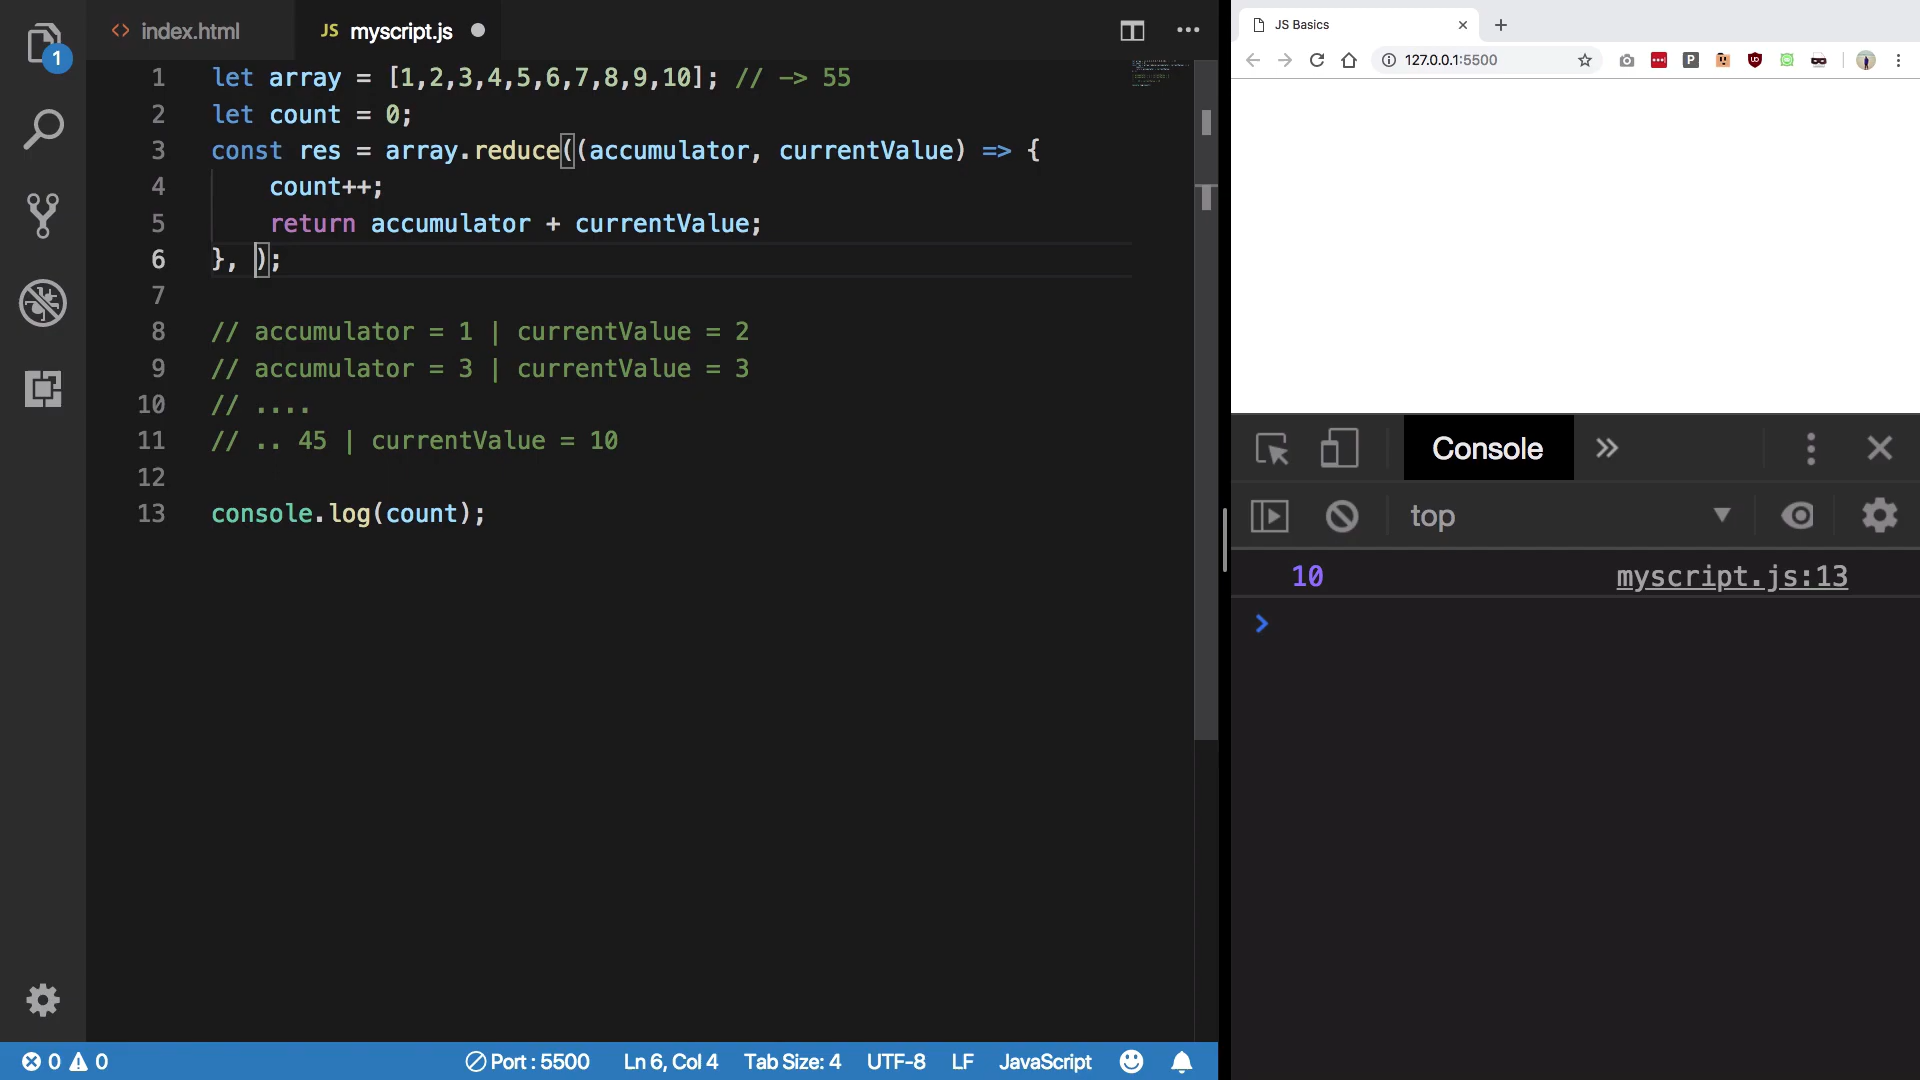 index.html
JS myscript.js
1
1 let array = [1,2,3,4,5,6,7,8,9,10]; // -> 55
2 let count = 0;
3 const res = array.reduce((accumulator, currentValue) => {
4 count++;
5 return accumulator + currentValue;
6 }, );
7
8 // accumulator = 1 | currentValue = 2
9 // accumulator = 3 | currentValue = 3
10 // ....
11 // .. 45 | currentValue = 10
12
13 console.log(count);
0 0 Port : 5500 Ln 6, Col 4 Tab Size: 4 UTF-8 LF JavaScript
JS Basics
127.0.0.1:5500
Console
top
10 myscript.js:13